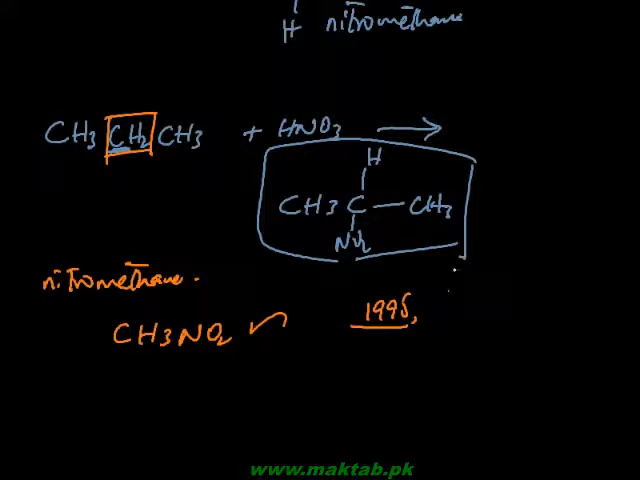 H nitromethane
CH3 CH2 CH3 + HNO3 →
H
CH3 C — CH3
NO2
nitromethane.
CH3NO2 ✓
1995,
www.maktab.pk